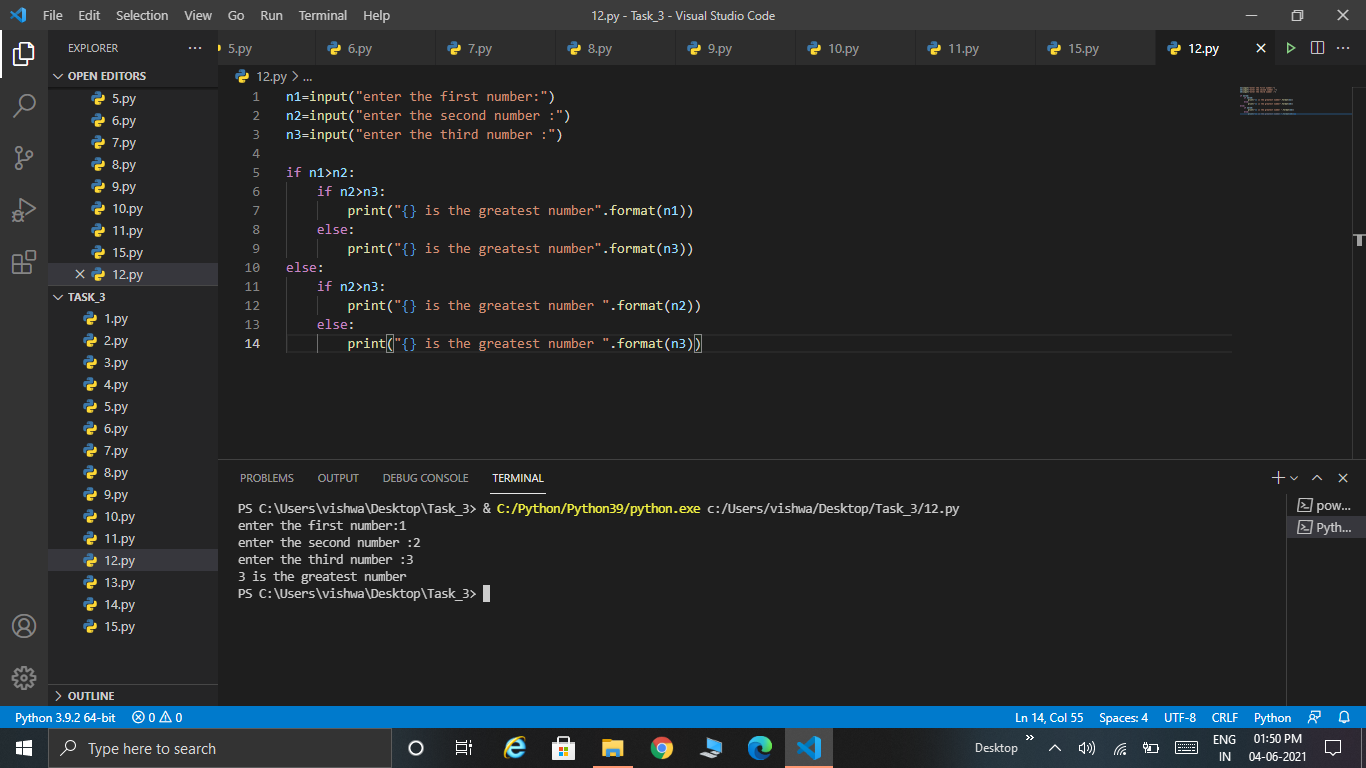 File Edit Selection View Go Run Terminal Help 12.py - Task_3 - Visual Studio Code
EXPLORER ...
OPEN EDITORS
5.py
6.py
7.py
8.py
9.py
10.py
11.py
15.py
12.py
TASK_3
1.py
2.py
3.py
4.py
5.py
6.py
7.py
8.py
9.py
10.py
11.py
12.py
13.py
14.py
15.py
OUTLINE
5.py 6.py 7.py 8.py 9.py 10.py 11.py 15.py 12.py
12.py > ...
1 n1=input("enter the first number:")
2 n2=input("enter the second number :")
3 n3=input("enter the third number :")
4
5 if n1>n2:
6     if n2>n3:
7         print("{} is the greatest number".format(n1))
8     else:
9         print("{} is the greatest number".format(n3))
10 else:
11     if n2>n3:
12         print("{} is the greatest number ".format(n2))
13     else:
14         print("{} is the greatest number ".format(n3))
PROBLEMS OUTPUT DEBUG CONSOLE TERMINAL
PS C:\Users\vishwa\Desktop\Task_3> & C:/Python/Python39/python.exe c:/Users/vishwa/Desktop/Task_3/12.py
enter the first number:1
enter the second number :2
enter the third number :3
3 is the greatest number
PS C:\Users\vishwa\Desktop\Task_3>
pow...
Pyth...
Python 3.9.2 64-bit 0 0 Ln 14, Col 55 Spaces: 4 UTF-8 CRLF Python
Type here to search Desktop ENG 01:50 PM
IN 04-06-2021